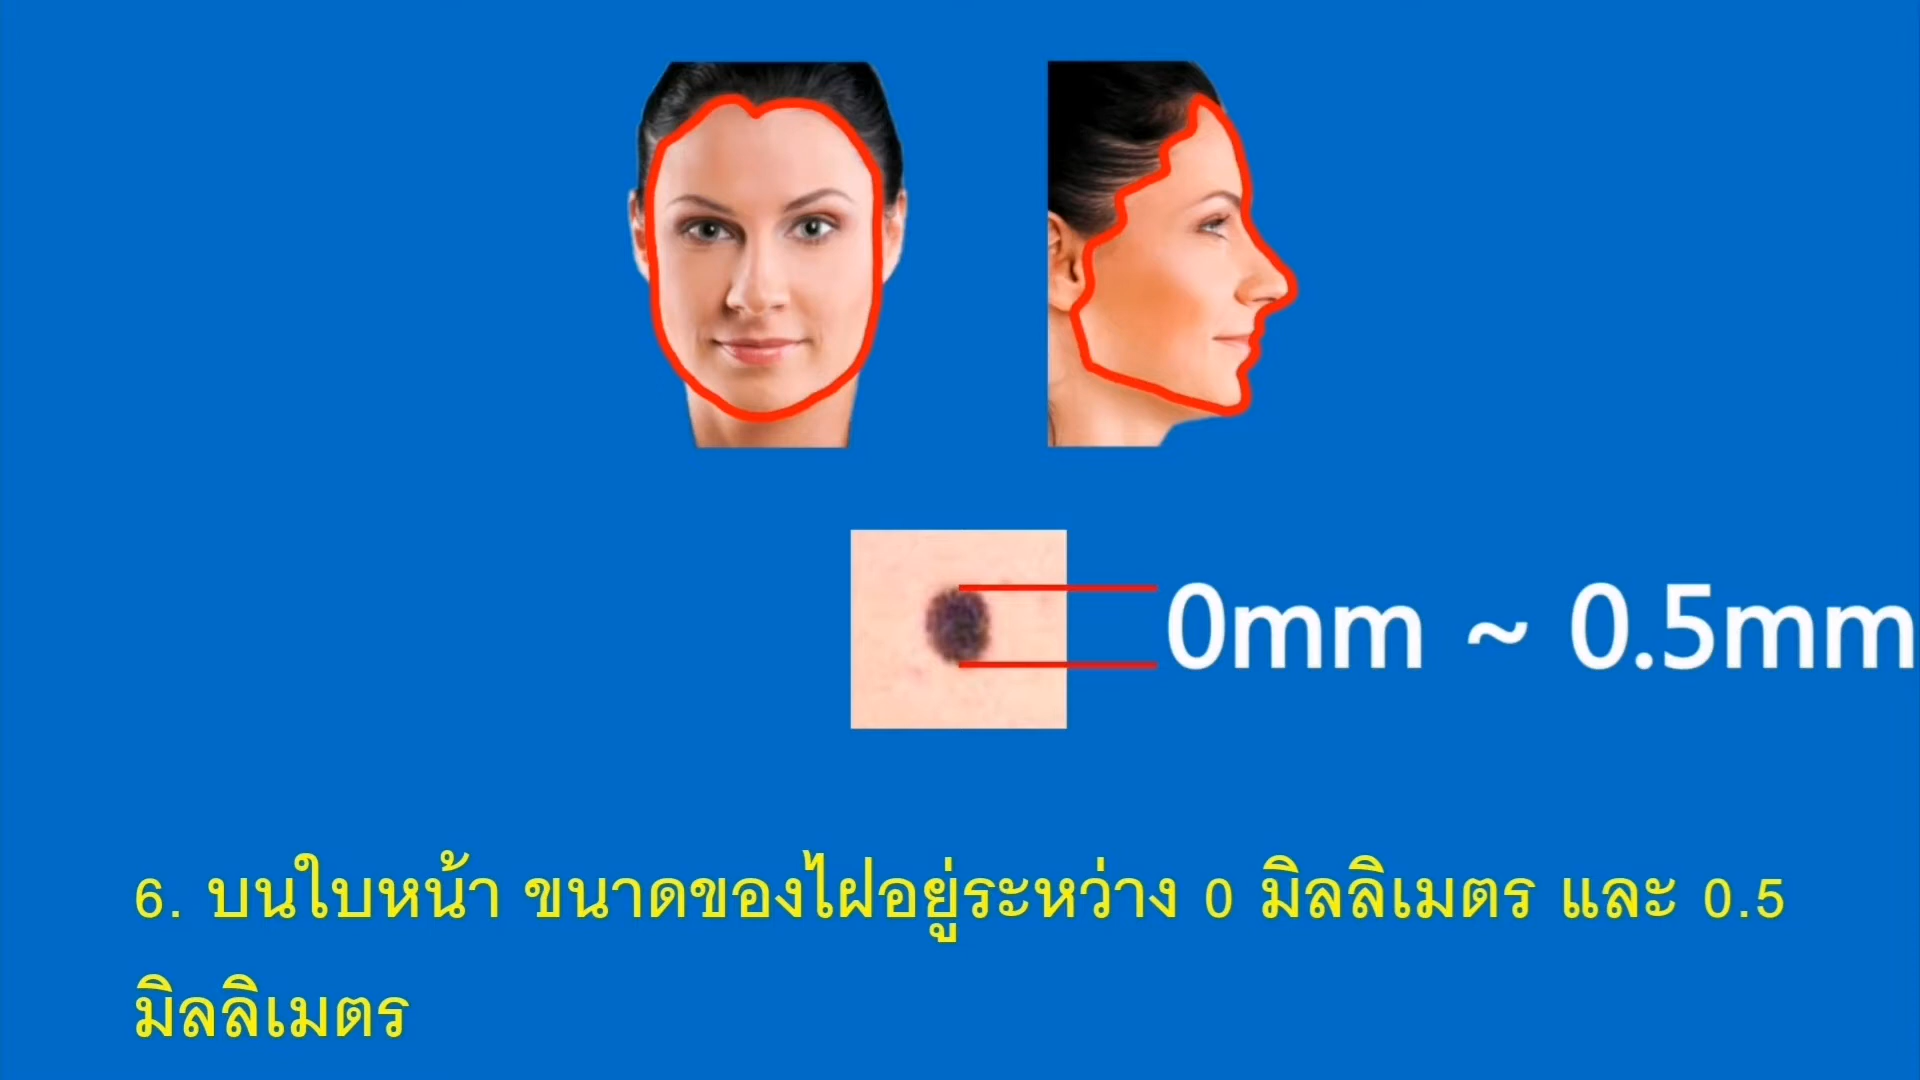 0mm ~ 0.5mm
6. บนใบหน้า ขนาดของไฝอยู่ระหว่าง 0 มิลลิเมตร และ 0.5
มิลลิเมตร